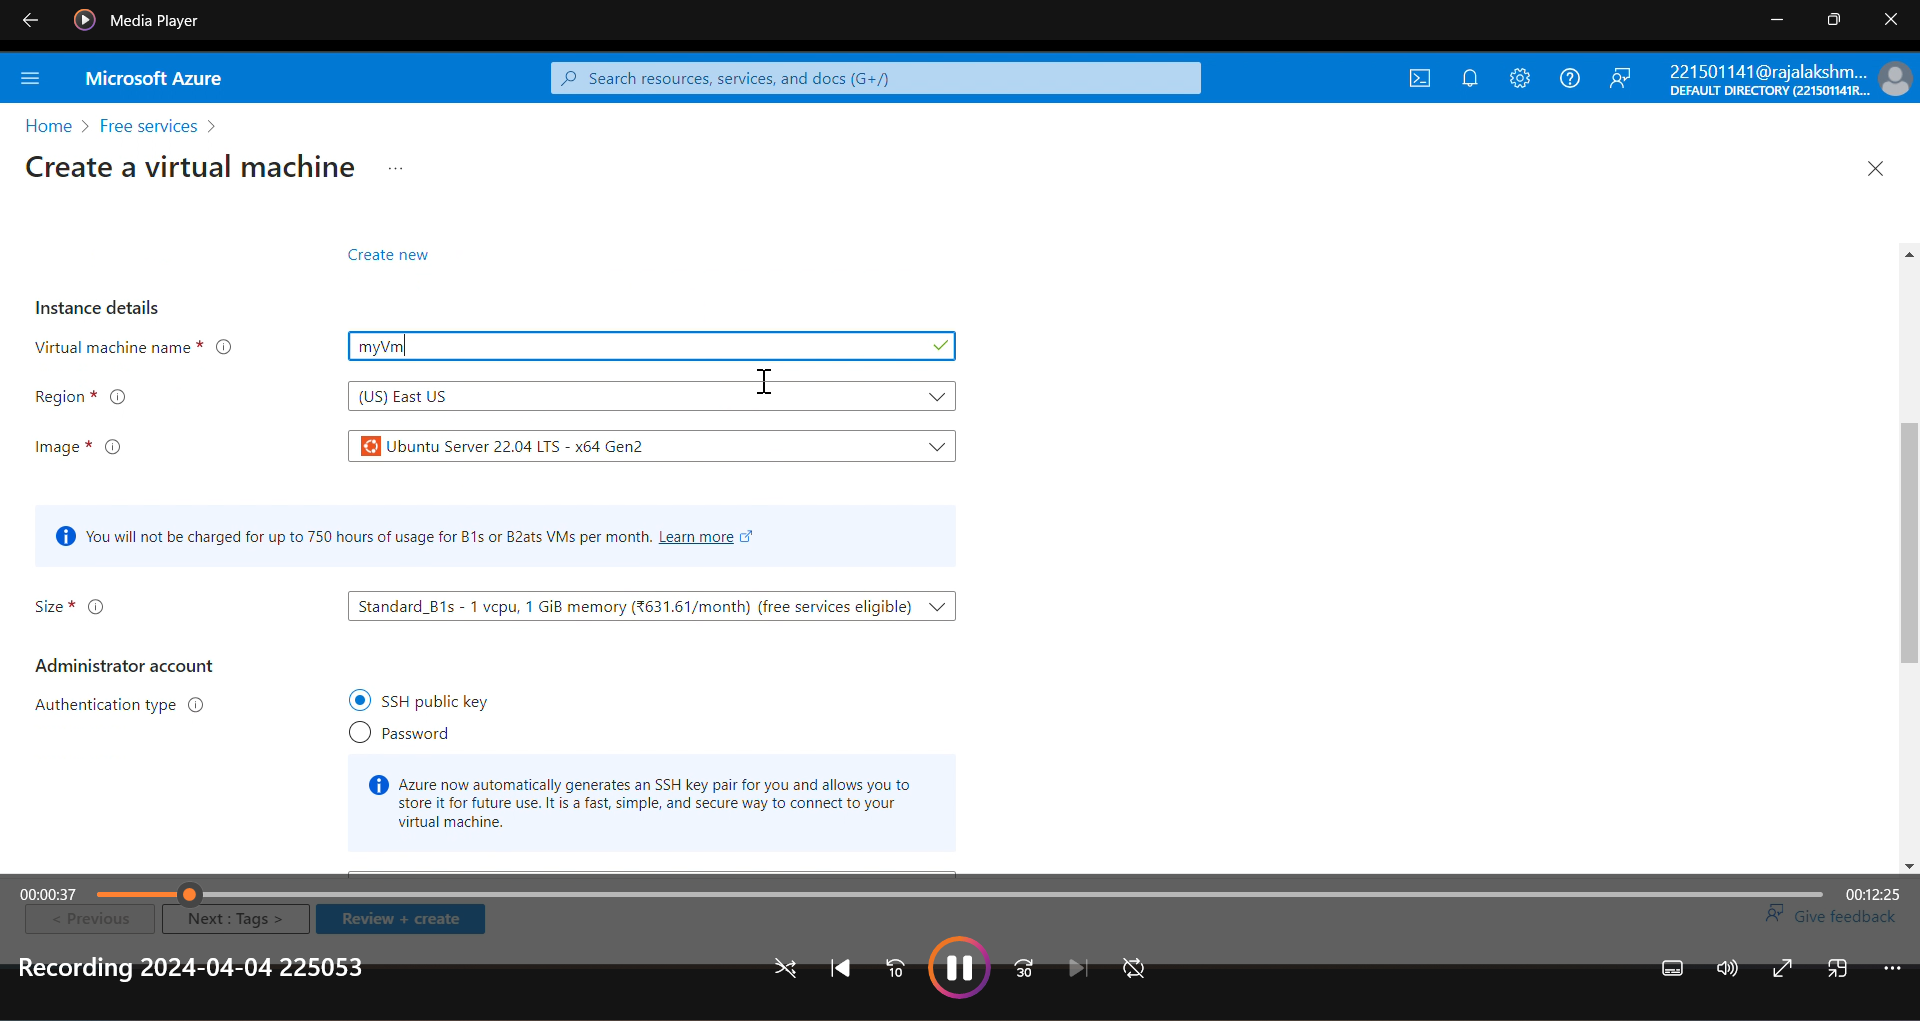 Media Player
Microsoft Azure
Search resources, services, and docs (G+/)
221501141@rajalakshm...
DEFAULT DIRECTORY (221501141R...
Home > Free services >
Create a virtual machine ...
Create new
Instance details
Virtual machine name *
myVm
Region *
(US) East US
Image *
Ubuntu Server 22.04 LTS - x64 Gen2
You will not be charged for up to 750 hours of usage for B1s or B2ats VMs per month. Learn more
Size *
Standard_B1s - 1 vcpu, 1 GiB memory (₹631.61/month) (free services eligible)
Administrator account
Authentication type
SSH public key
Password
Azure now automatically generates an SSH key pair for you and allows you to
store it for future use. It is a fast, simple, and secure way to connect to your
virtual machine.
00:00:37
00:12:25
< Previous
Next : Tags >
Review + create
Give feedback
Recording 2024-04-04 225053
10
30